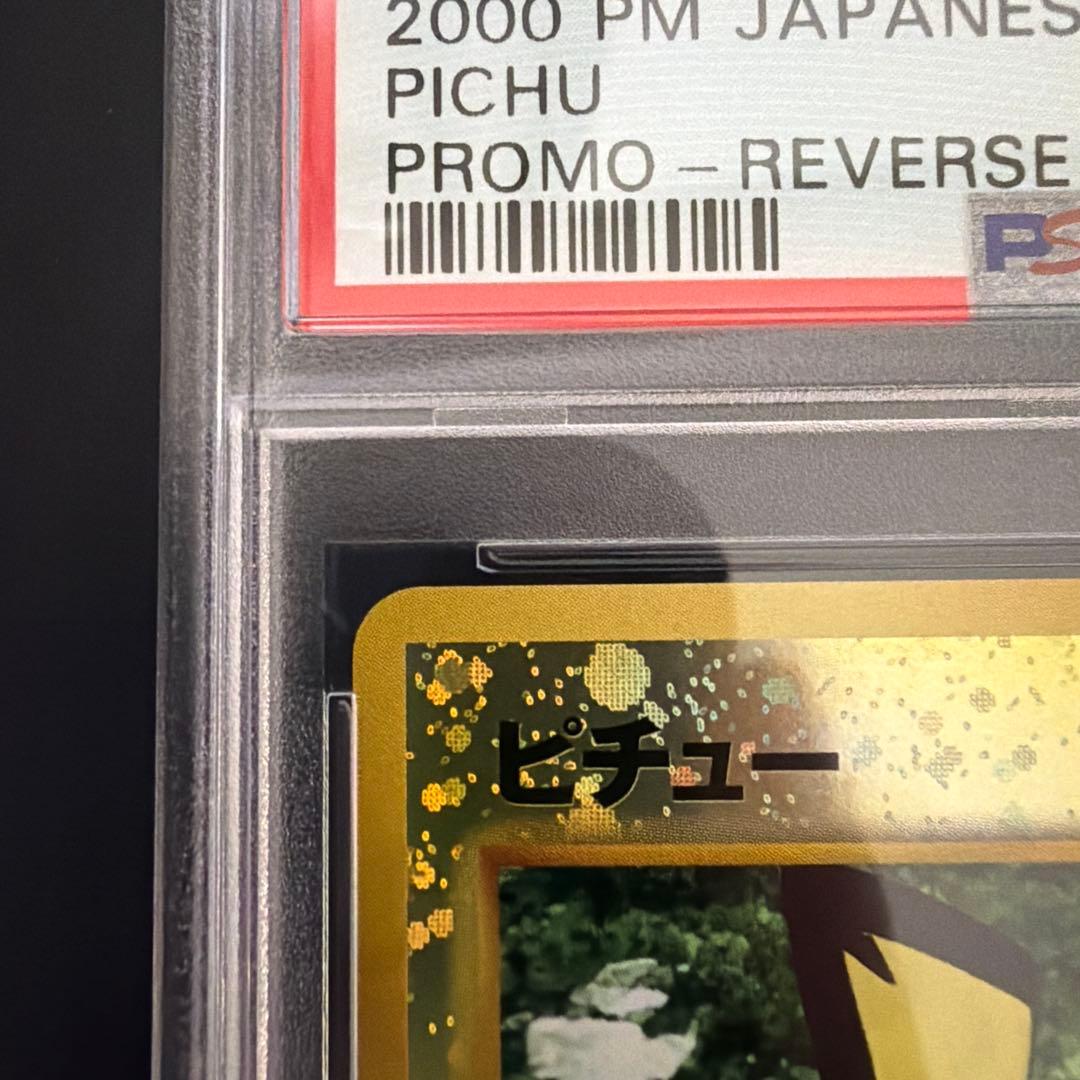 2000 PM JAPANES
PICHU
PROMO – REVERSE
PS
ピチュー